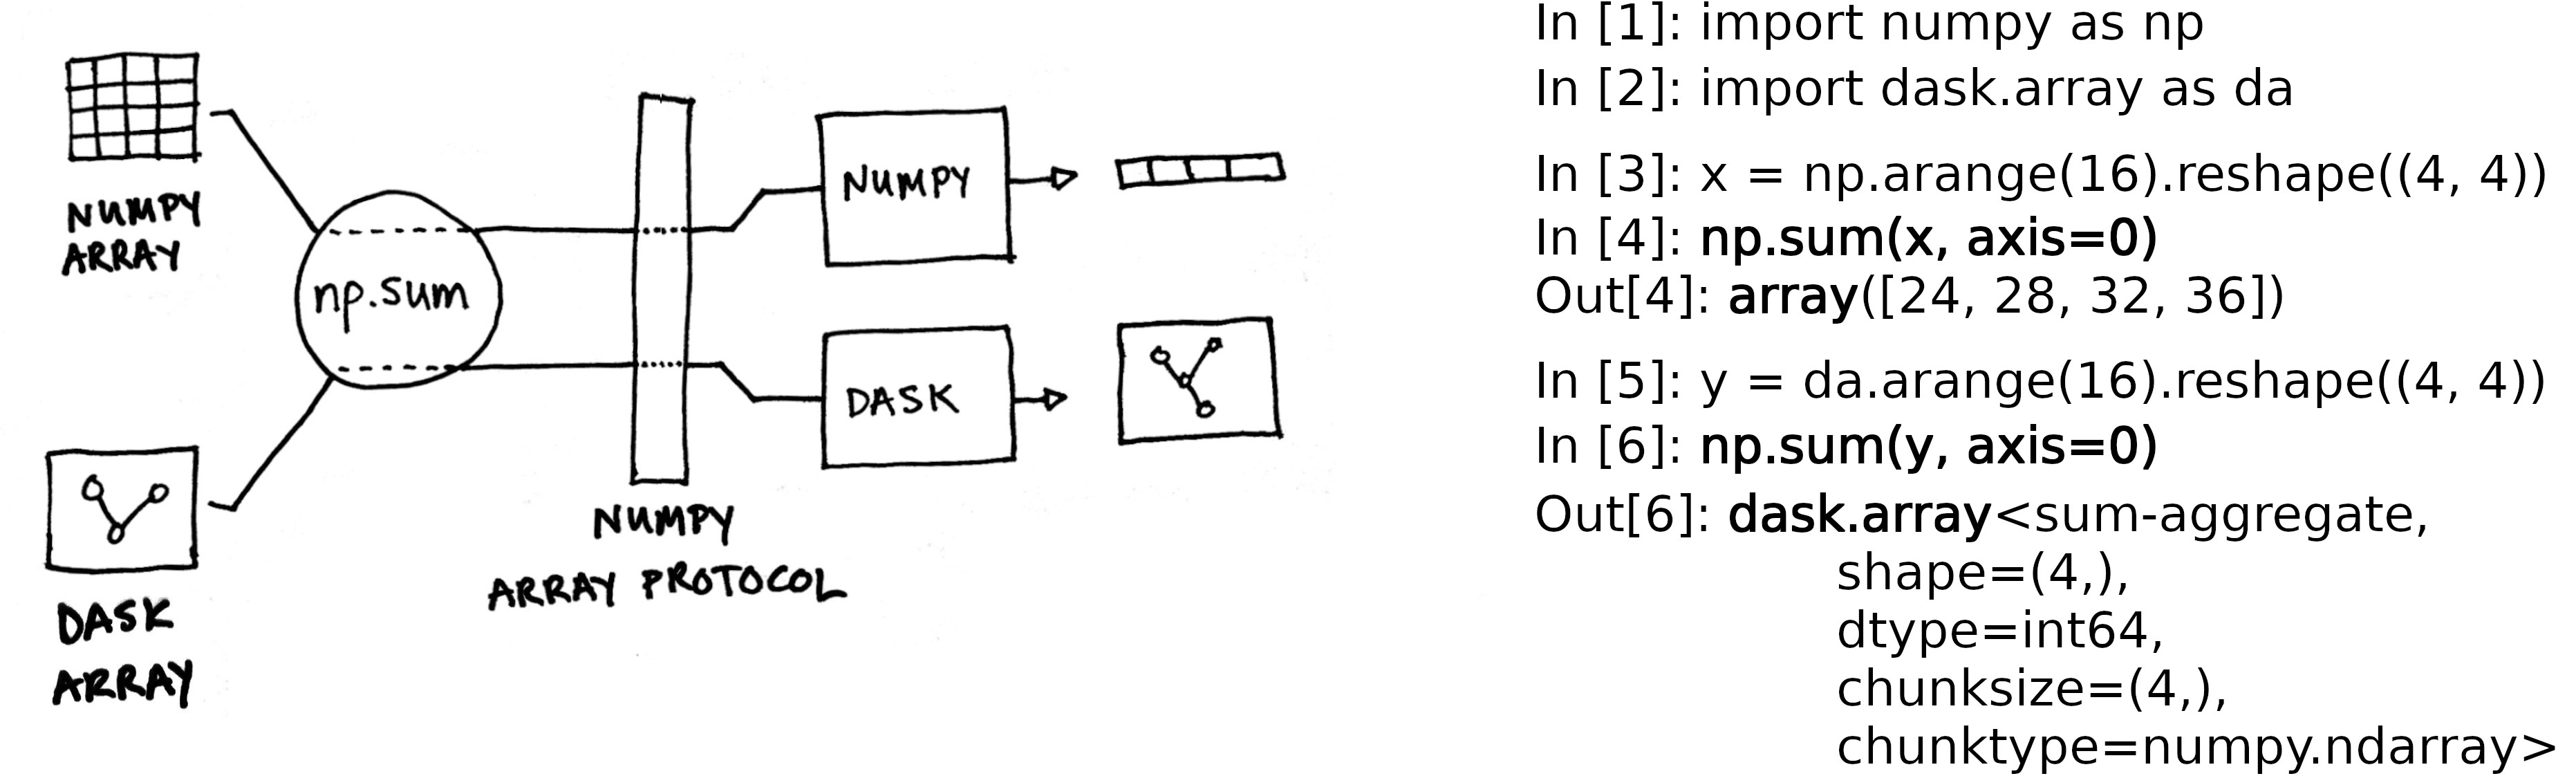 NUMPY
ARRAY
np.sum
DASK
ARRAY
NUMPY
ARRAY PROTOCOL
NUMPY
DASK
In [1]: import numpy as np
In [2]: import dask.array as da
In [3]: x = np.arange(16).reshape((4, 4))
In [4]: np.sum(x, axis=0)
Out[4]: array([24, 28, 32, 36])
In [5]: y = da.arange(16).reshape((4, 4))
In [6]: np.sum(y, axis=0)
Out[6]: dask.array<sum-aggregate,
shape=(4,),
dtype=int64,
chunksize=(4,),
chunktype=numpy.ndarray>